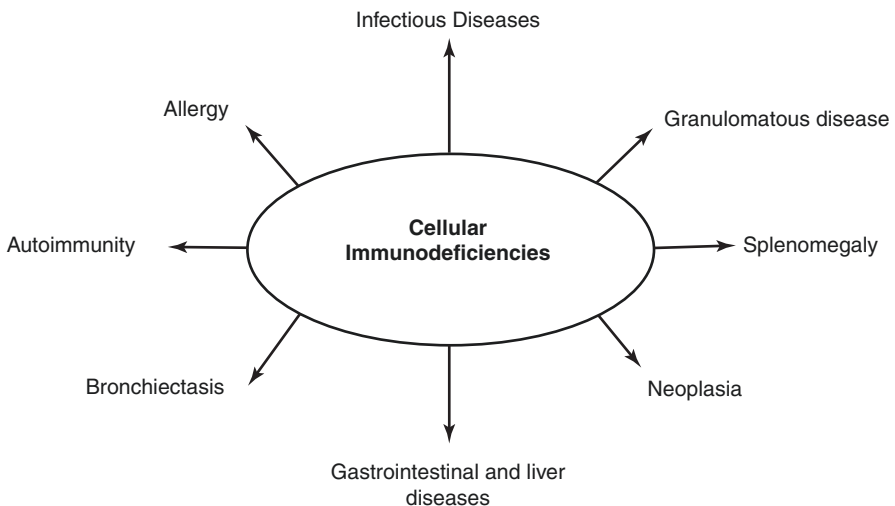 Infectious Diseases
Allergy
Granulomatous disease
Cellular
Immunodeficiencies
Autoimmunity
Splenomegaly
Bronchiectasis
Neoplasia
Gastrointestinal and liver
diseases